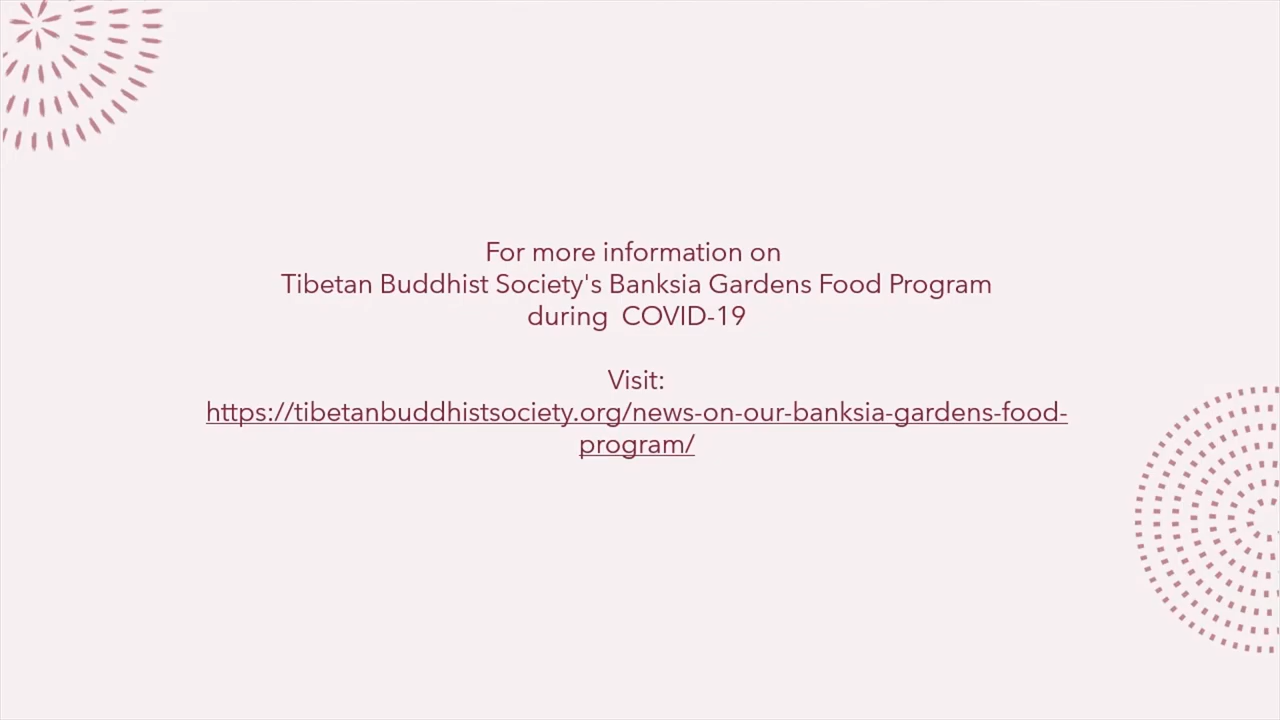 For more information on
Tibetan Buddhist Society's Banksia Gardens Food Program
during  COVID-19
Visit:
https://tibetanbuddhistsociety.org/news-on-our-banksia-gardens-food-
program/